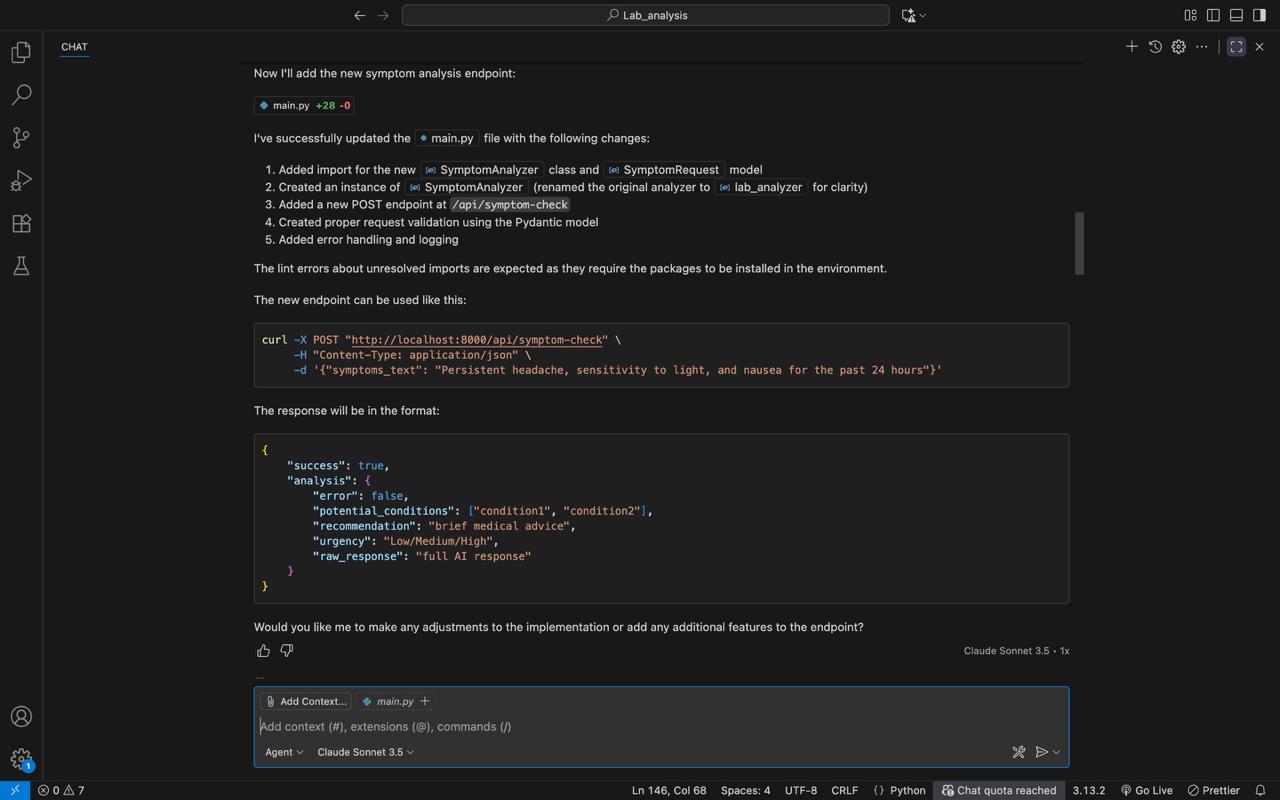 Lab_analysis
CHAT
Now I'll add the new symptom analysis endpoint:
main.py +28 -0
I've successfully updated the main.py file with the following changes:
1. Added import for the new SymptomAnalyzer class and SymptomRequest model
2. Created an instance of SymptomAnalyzer (renamed the original analyzer to lab_analyzer for clarity)
3. Added a new POST endpoint at /api/symptom-check
4. Created proper request validation using the Pydantic model
5. Added error handling and logging
The lint errors about unresolved imports are expected as they require the packages to be installed in the environment.
The new endpoint can be used like this:
curl -X POST "http://localhost:8000/api/symptom-check" \
-H "Content-Type: application/json" \
-d '{"symptoms_text": "Persistent headache, sensitivity to light, and nausea for the past 24 hours"}'
The response will be in the format:
{
"success": true,
"analysis": {
"error": false,
"potential_conditions": ["condition1", "condition2"],
"recommendation": "brief medical advice",
"urgency": "Low/Medium/High",
"raw_response": "full AI response"
}
}
Would you like me to make any adjustments to the implementation or add any additional features to the endpoint?
Claude Sonnet 3.5 • 1x
Add Context... main.py +
Add context (#), extensions (@), commands (/)
Agent Claude Sonnet 3.5
1
0 7 Ln 146, Col 68 Spaces: 4 UTF-8 CRLF {} Python Chat quota reached 3.13.2 Go Live Prettier